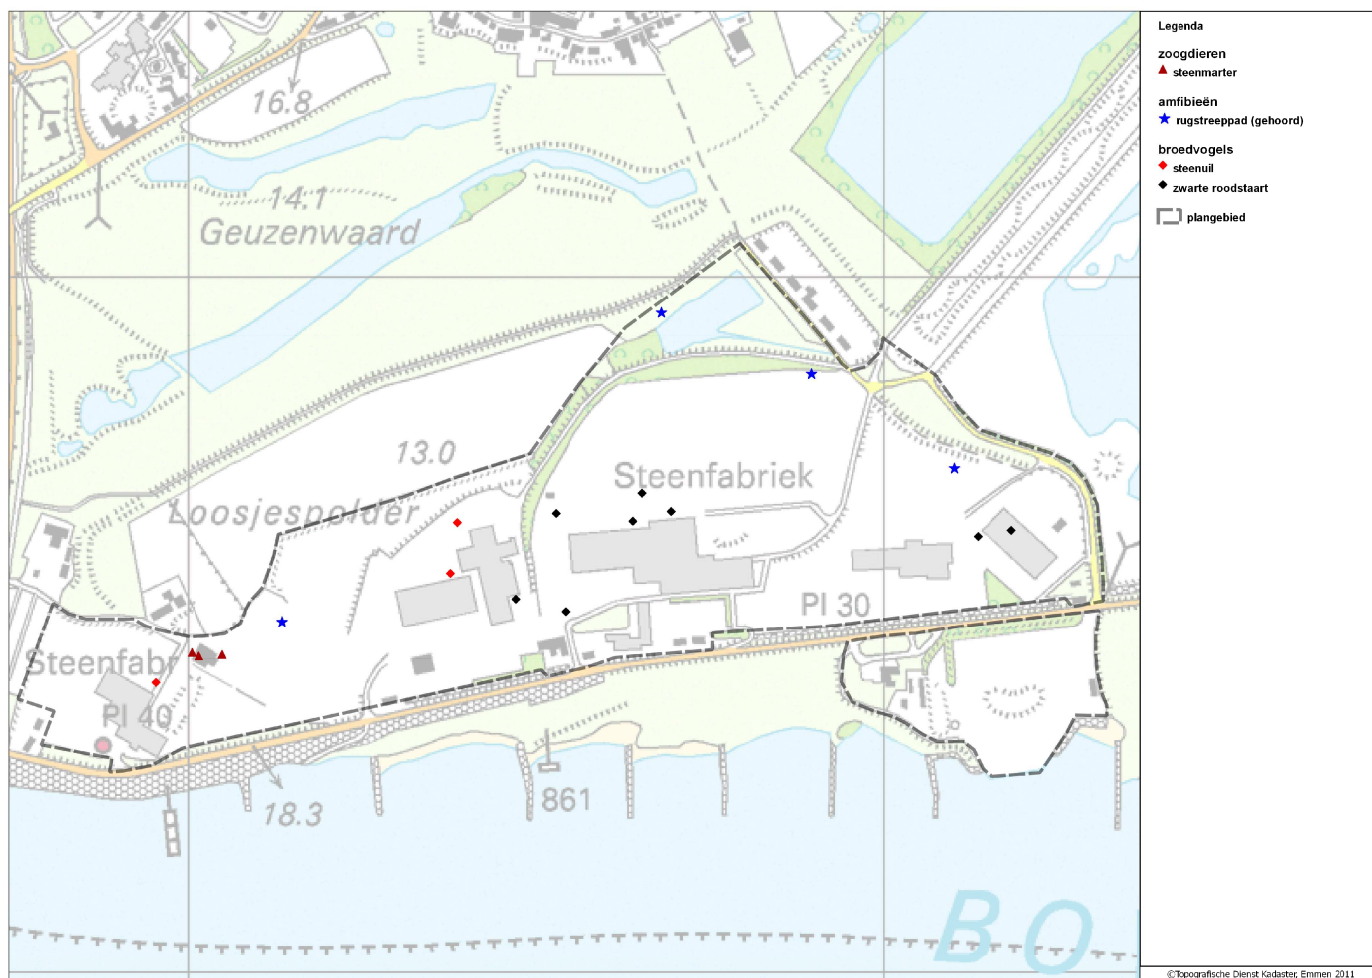 Legenda
zoogdieren
steenmarter
amfibieën
rugstreeppad (gehoord)
broedvogels
steenuil
zwarte roodstaart
plangebied
16.8
14.1
Geuzenwaard
13.0
Loosjespolder
Steenfabriek
Pl 30
Steenfabr
Pl 40
861
18.3
BO
©Topografische Dienst Kadaster, Emmen 2011